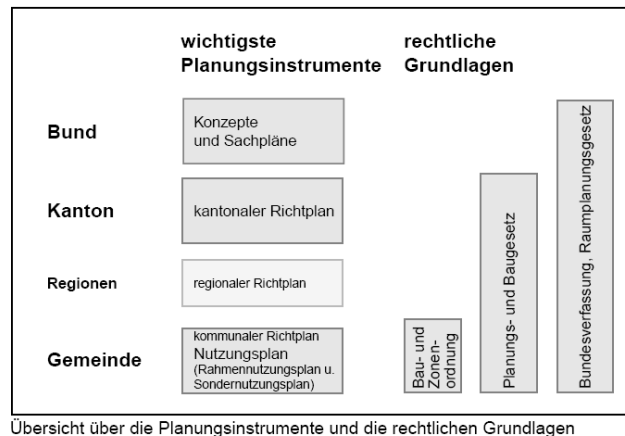 wichtigste
Planungsinstrumente
rechtliche
Grundlagen
Bund
Konzepte
und Sachpläne
Kanton
kantonaler Richtplan
Regionen
regionaler Richtplan
Gemeinde
kommunaler Richtplan
Nutzungsplan
(Rahmennutzungsplan u.
Sondernutzungsplan)
Bau- und
Zonen-
ordnung
Planungs- und Baugesetz
Bundesverfassung, Raumplanungsgesetz
Übersicht über die Planungsinstrumente und die rechtlichen Grundlagen